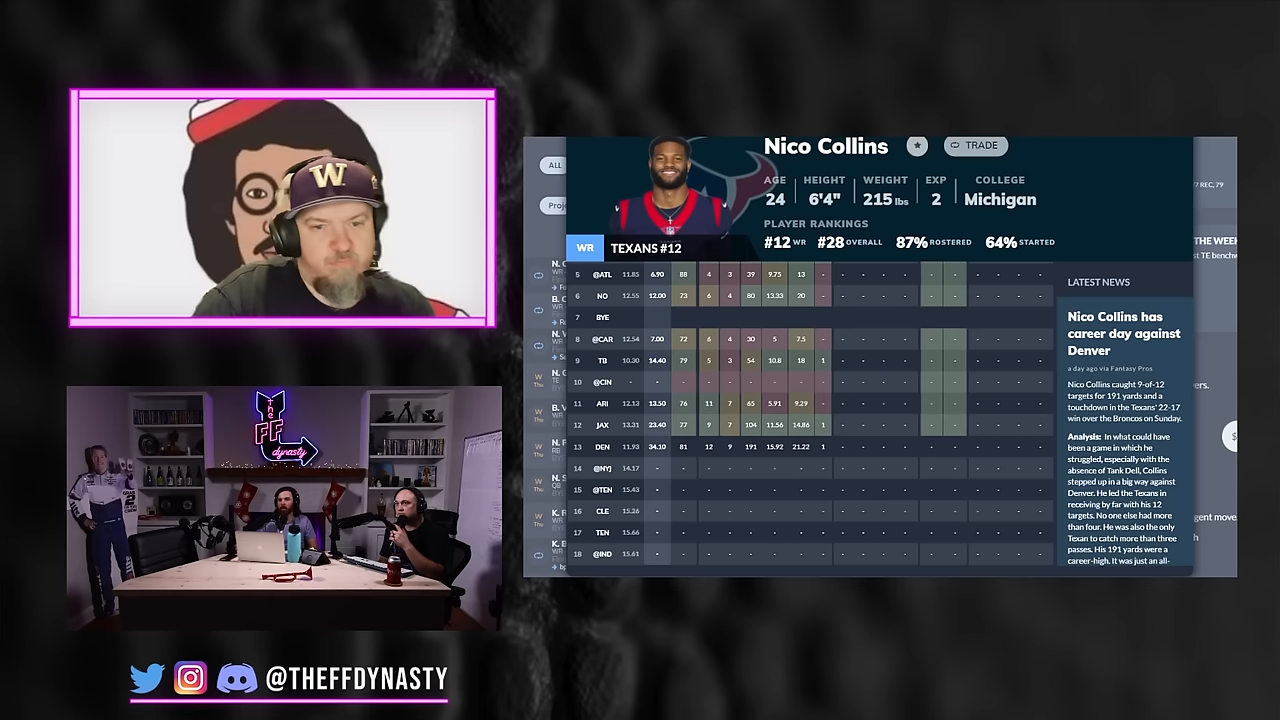 W
The
FF
dynasty
@THEFFDYNASTY
ALL
Nico Collins
TRADE
AGE HEIGHT WEIGHT EXP COLLEGE
24 6'4" 215 lbs 2 Michigan
PLAYER RANKINGS
#12 WR #28 OVERALL 87% ROSTERED 64% STARTED
WR TEXANS #12
5 @ATL 11.85 6.90 88 4 3 39 9.75 13 -
6 NO 12.55 12.00 73 6 4 80 13.33 20 -
7 BYE
8 @CAR 12.54 7.00 72 6 4 30 5 7.5 -
9 TB 10.30 14.40 79 5 3 54 10.8 18 1
10 @CIN - - - - - - - - -
11 ARI 12.13 13.50 76 11 7 65 5.91 9.29 -
12 JAX 13.31 23.40 77 9 7 104 11.56 14.86 1
13 DEN 11.93 34.10 81 12 9 191 15.92 21.22 1
14 @NYJ 14.17 -
15 @TEN 15.43 -
16 CLE 15.26 -
17 TEN 15.66 -
18 @IND 15.61 -
LATEST NEWS
Nico Collins has
career day against
Denver
a day ago via Fantasy Pros
Nico Collins caught 9-of-12
targets for 191 yards and a
touchdown in the Texans' 22-17
win over the Broncos on Sunday.
Analysis: In what could have
been a game in which he
struggled, especially with the
absence of Tank Dell, Collins
stepped up in a big way against
Denver. He led the Texans in
receiving by far with his 12
targets. No one else had more
than four. He was also the only
Texan to catch more than three
passes. His 191 yards were a
career-high. It was just an all-